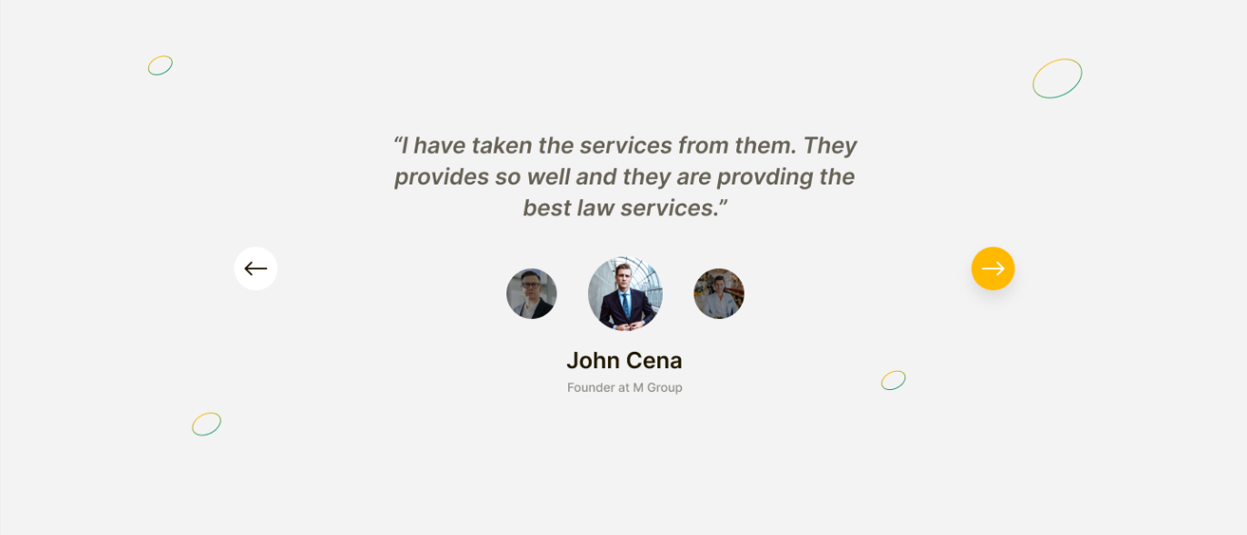 “I have taken the services from them. They
provides so well and they are provding the
best law services.”
John Cena
Founder at M Group